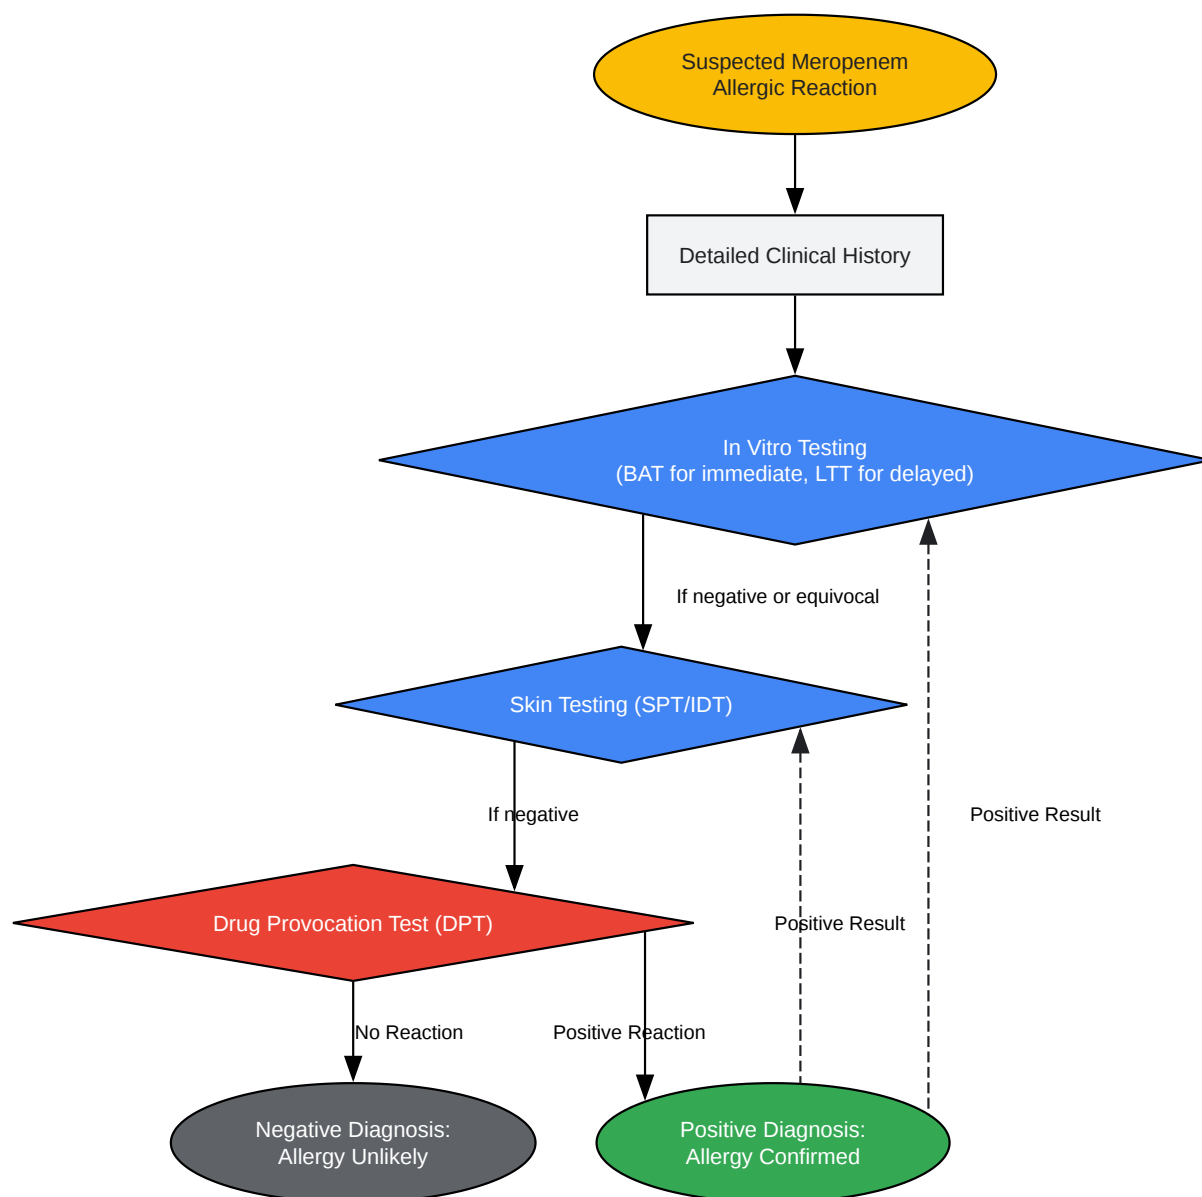 Suspected Meropenem
Allergic Reaction
Detailed Clinical History
In Vitro Testing
(BAT for immediate, LTT for delayed)
If negative or equivocal
Skin Testing (SPT/IDT)
If negative
Positive Result
Drug Provocation Test (DPT)
Positive Result
No Reaction
Positive Reaction
Negative Diagnosis:
Allergy Unlikely
Positive Diagnosis:
Allergy Confirmed